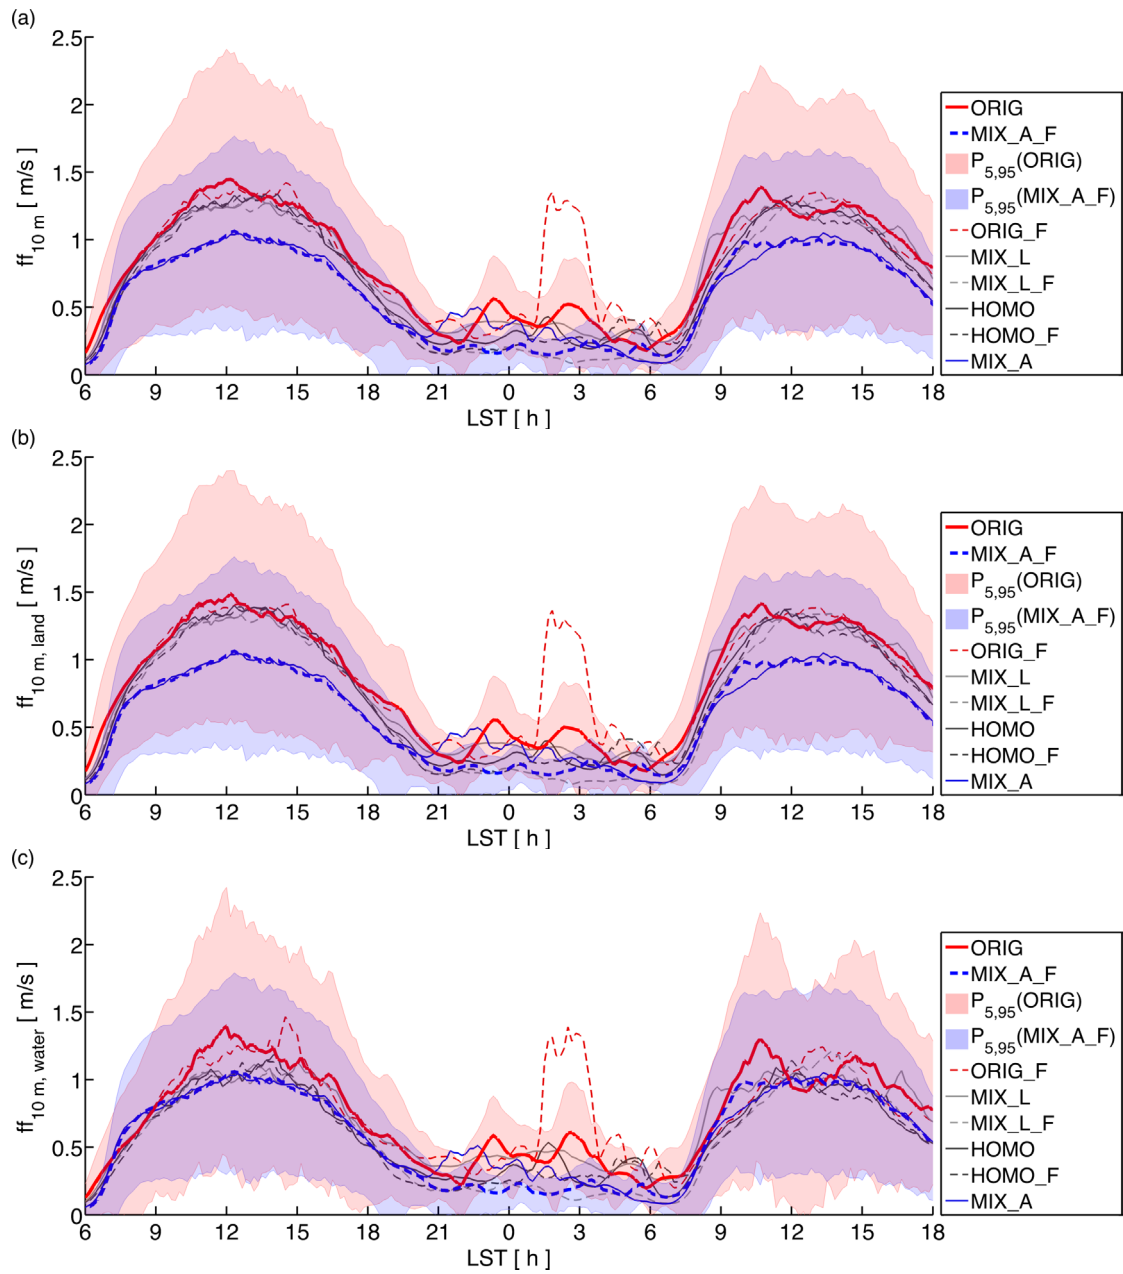 (a)
ff10 m [ m/s ]
2.5
2
1.5
1
0.5
0
6 9 12 15 18 21 0 3 6 9 12 15 18
LST [ h ]
ORIG
MIX_A_F
P5,95(ORIG)
P5,95(MIX_A_F)
ORIG_F
MIX_L
MIX_L_F
HOMO
HOMO_F
MIX_A
(b)
ff10 m, land [ m/s ]
2.5
2
1.5
1
0.5
0
6 9 12 15 18 21 0 3 6 9 12 15 18
LST [ h ]
ORIG
MIX_A_F
P5,95(ORIG)
P5,95(MIX_A_F)
ORIG_F
MIX_L
MIX_L_F
HOMO
HOMO_F
MIX_A
(c)
ff10 m, water [ m/s ]
2.5
2
1.5
1
0.5
0
6 9 12 15 18 21 0 3 6 9 12 15 18
LST [ h ]
ORIG
MIX_A_F
P5,95(ORIG)
P5,95(MIX_A_F)
ORIG_F
MIX_L
MIX_L_F
HOMO
HOMO_F
MIX_A